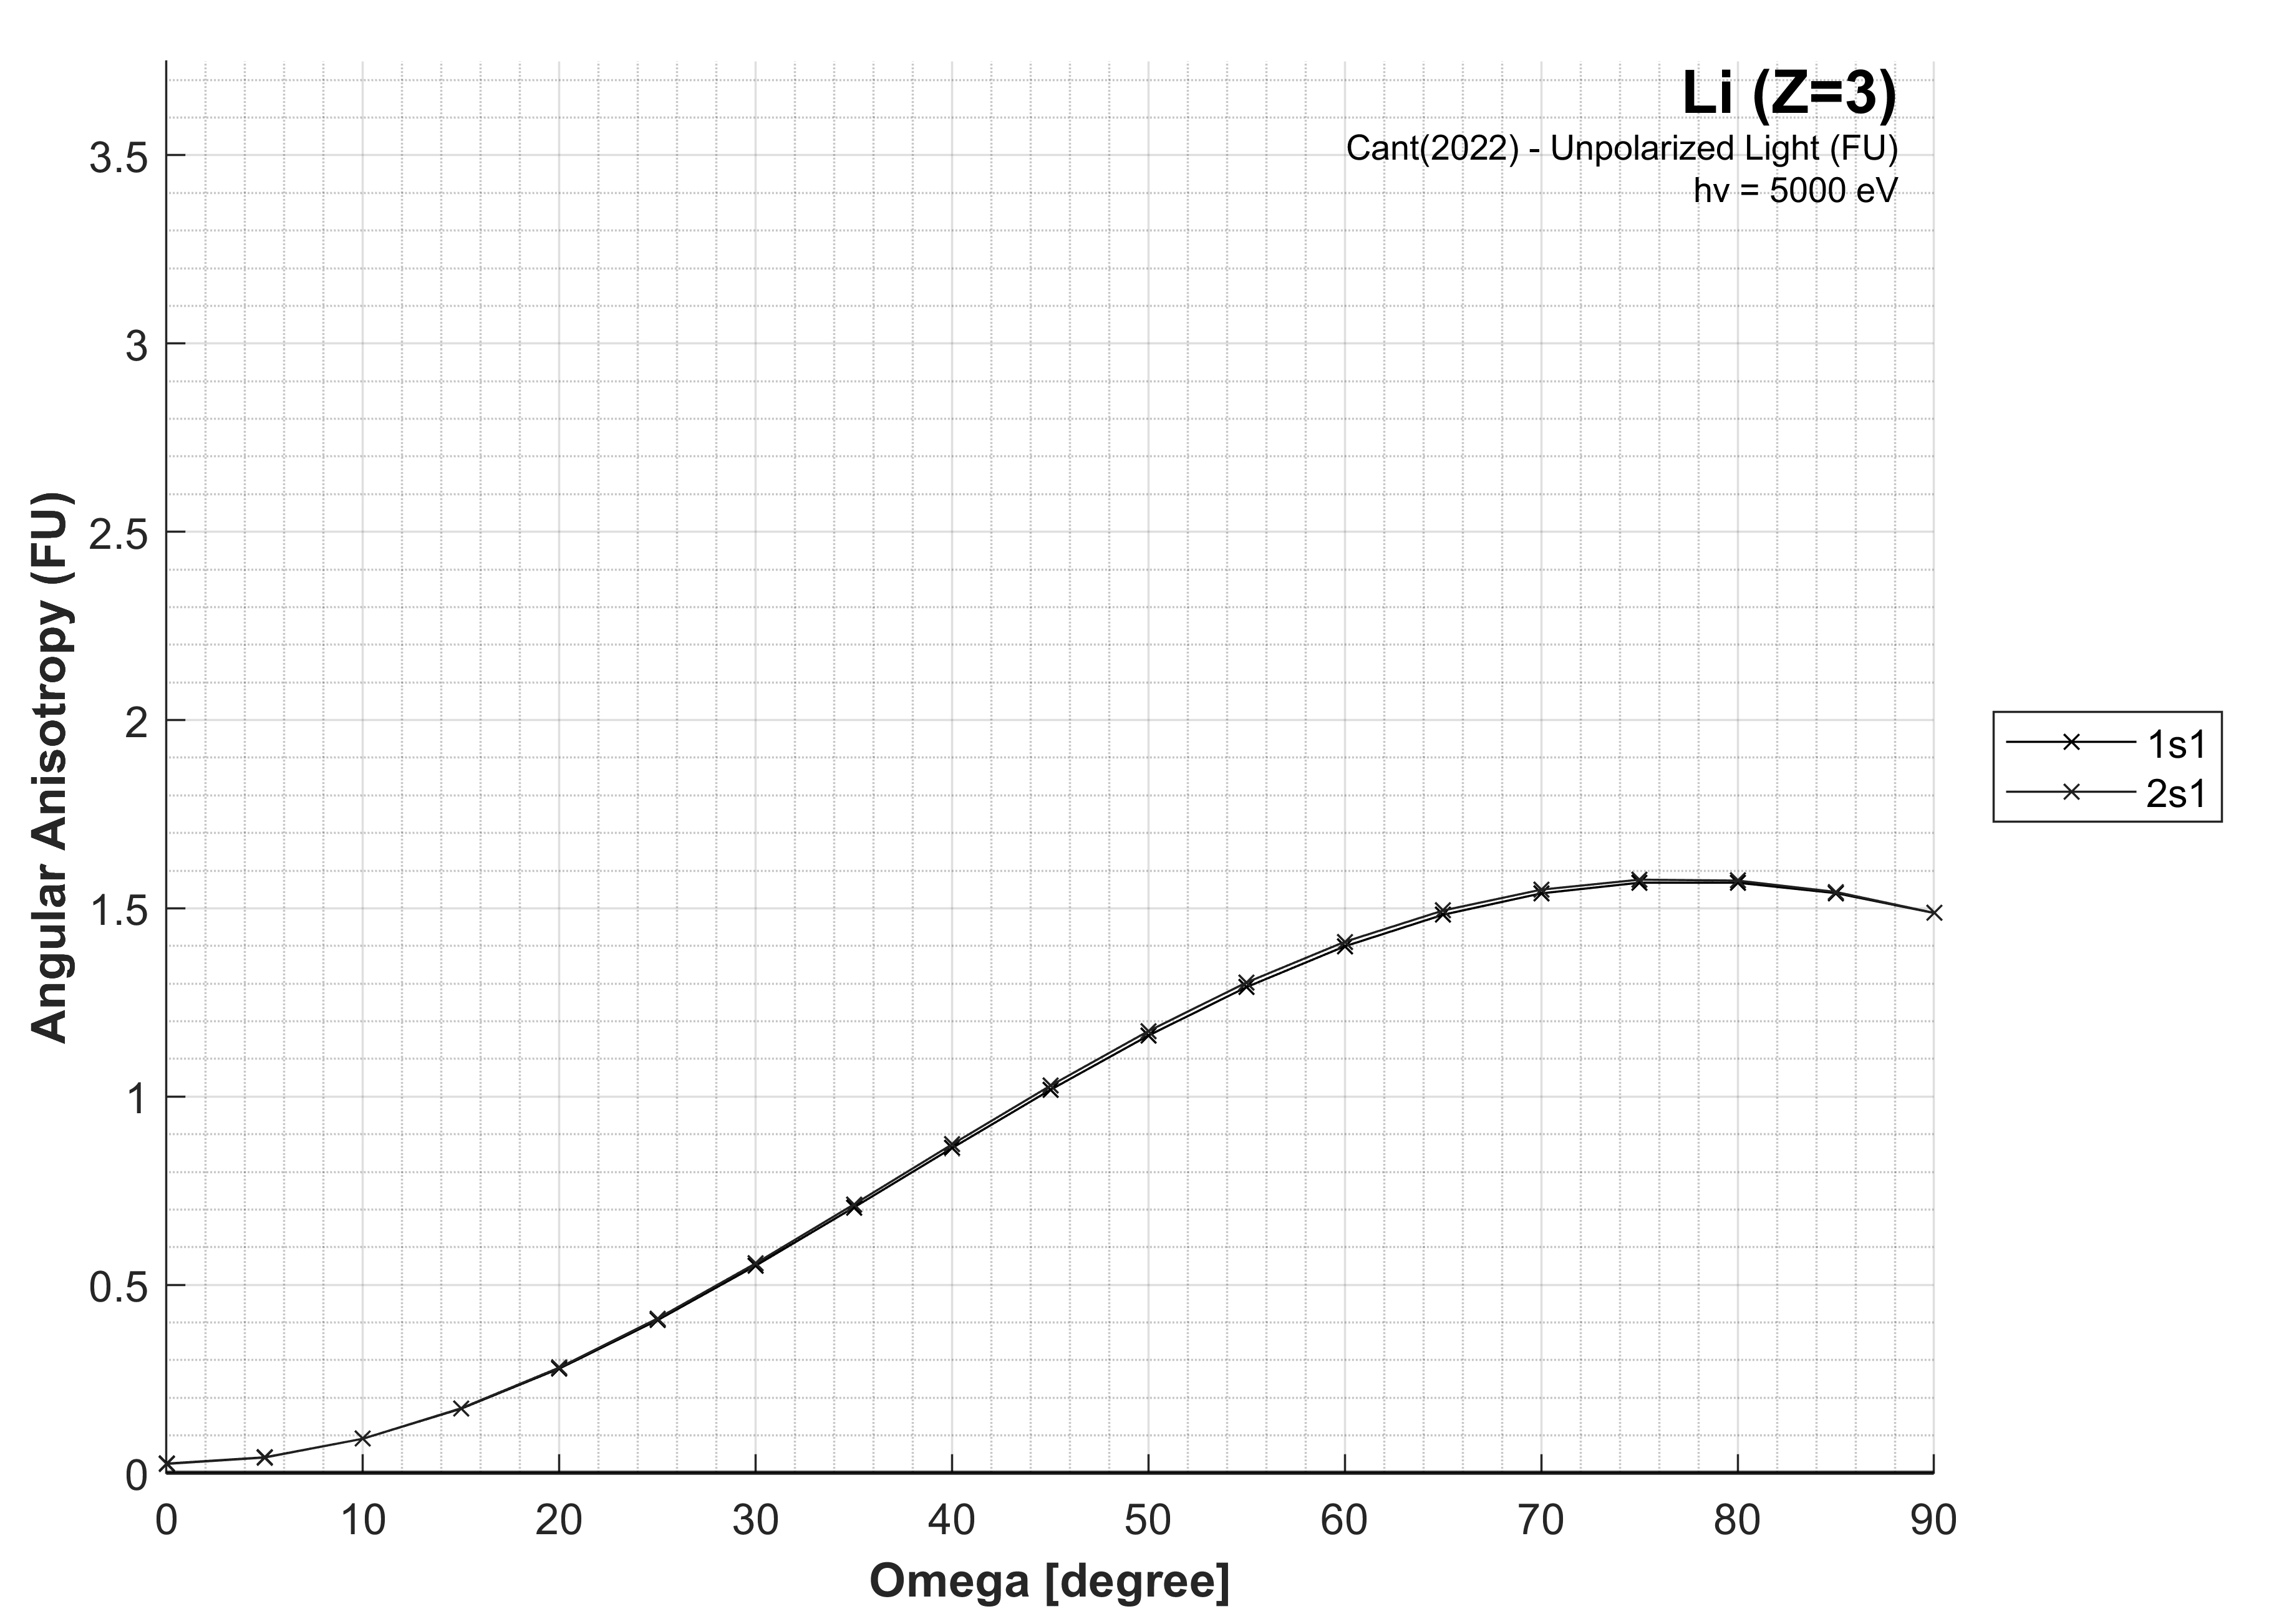 Li (Z=3)
Cant(2022) - Unpolarized Light (FU)
hv = 5000 eV
3.5
3
2.5
2
1.5
1
0.5
0
Angular Anisotropy (FU)
1s1
2s1
0 10 20 30 40 50 60 70 80 90
Omega [degree]